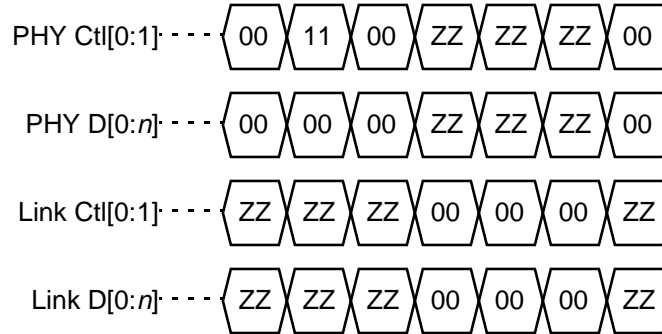 PHY Ctl[0:1] 00 11 00 ZZ ZZ ZZ 00
PHY D[0:n] 00 00 00 ZZ ZZ ZZ 00
Link Ctl[0:1] ZZ ZZ ZZ 00 00 00 ZZ
Link D[0:n] ZZ ZZ ZZ 00 00 00 ZZ